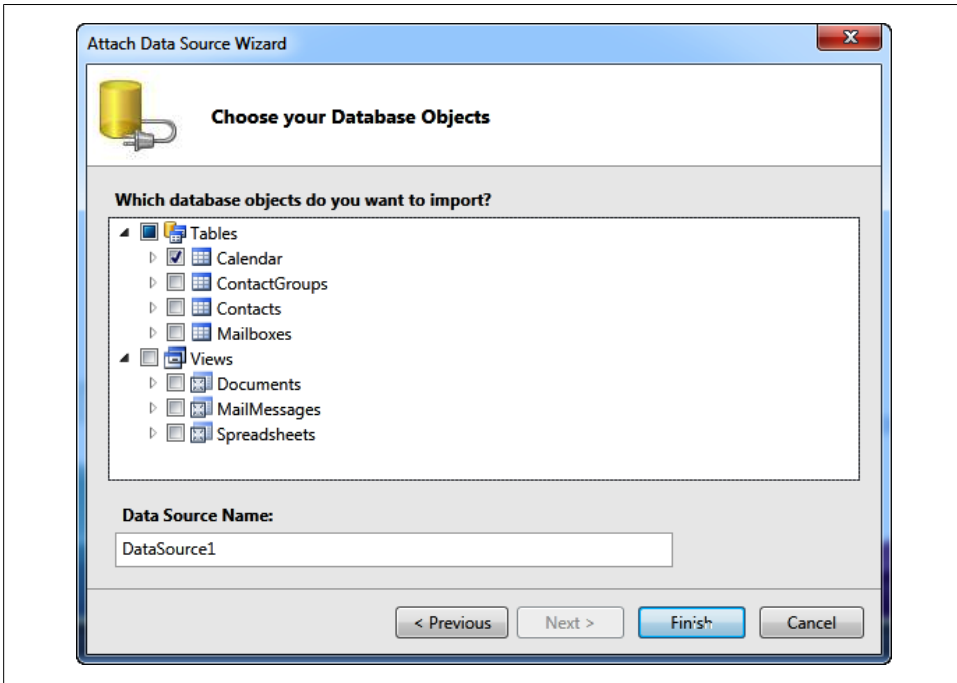 Attach Data Source Wizard
Choose your Database Objects
Which database objects do you want to import?
Tables
Calendar
ContactGroups
Contacts
Mailboxes
Views
Documents
MailMessages
Spreadsheets
Data Source Name:
DataSource1
< Previous Next > Finish Cancel